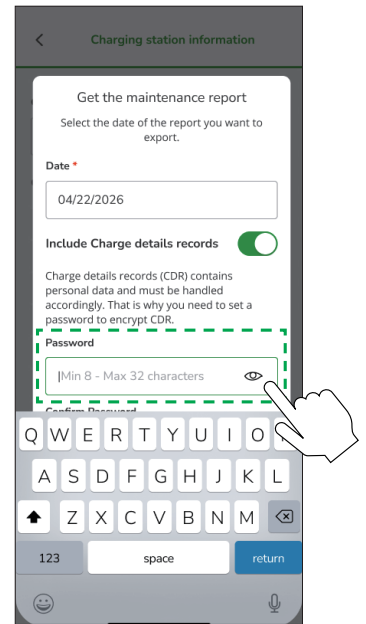 Charging station information
Get the maintenance report
Select the date of the report you want to
export.
Date *
04/22/2026
Include Charge details records
Charge details records (CDR) contains
personal data and must be handled
accordingly. That is why you need to set a
password to encrypt CDR.
Password
Min 8 - Max 32 characters
Confirm Password
Q W E R T Y U I O
A S D F G H J K L
Z X C V B N M
123 space return